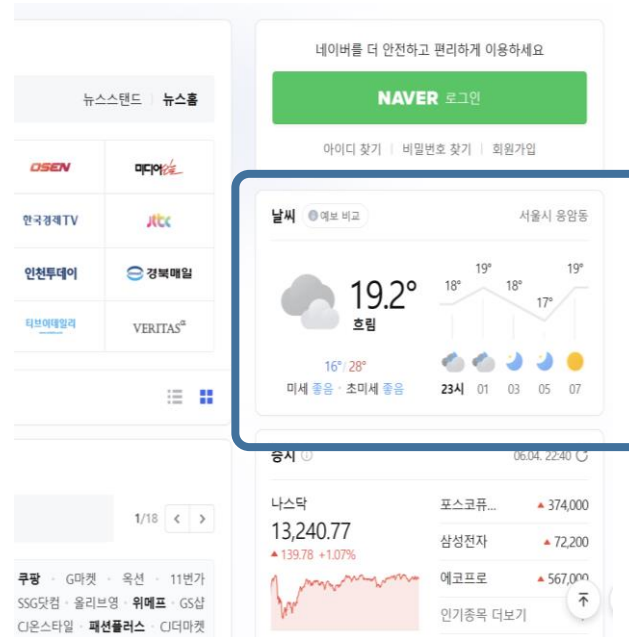 네이버를 더 안전하고 편리하게 이용하세요
뉴스스탠드 뉴스홈
NAVER 로그인
아이디 찾기 비밀번호 찾기 회원가입
OSEN 미디어오늘
한국경제TV JTBC
인천투데이 경북매일
티브이데일리 VERITAS
날씨 예보 비교 서울시 응암동
19.2°
흐림
16°/28°
미세 좋음 · 초미세 좋음
18° 19° 18° 17° 19°
23시 01 03 05 07
증시 06.04. 22:40
나스닥
13,240.77
▲ 139.78 +1.07%
포스코퓨... ▲ 374,000
삼성전자 ▲ 72,200
에코프로 ▲ 567,000
인기종목 더보기
1/18 < >
쿠팡 · G마켓 · 옥션 · 11번가
SSG닷컴 · 올리브영 · 위메프 · GS샵
CJ온스타일 · 패션플러스 · CJ더마켓